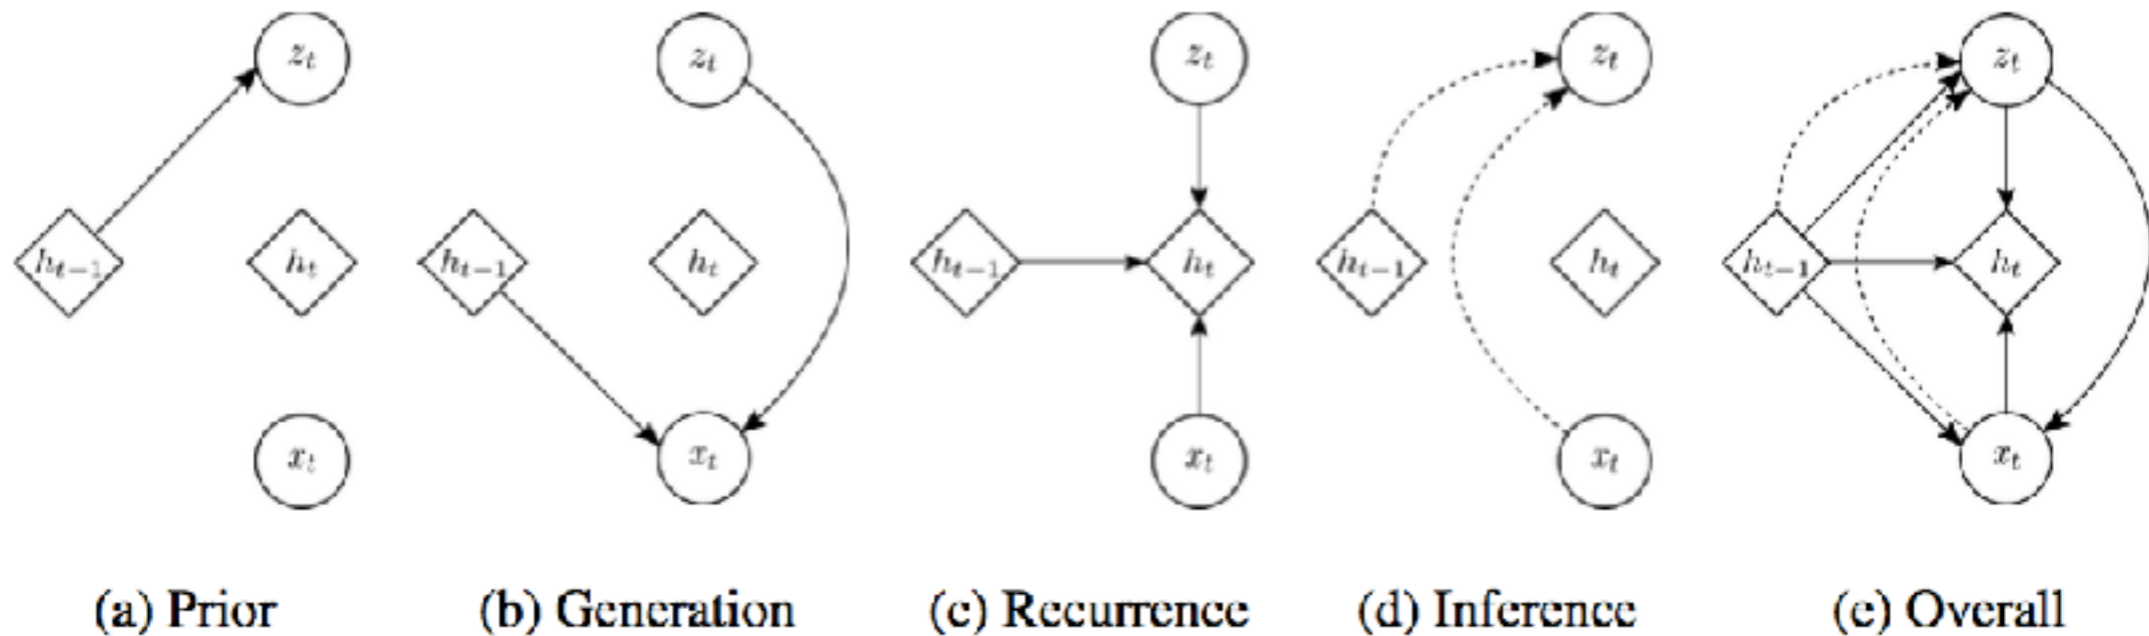 z_t z_t z_t z_t z_t
h_{t-1} h_t h_{t-1} h_t h_{t-1} h_t h_{t-1} h_t h_{t-1} h_t
x_t x_t x_t x_t x_t
(a) Prior (b) Generation (c) Recurrence (d) Inference (e) Overall